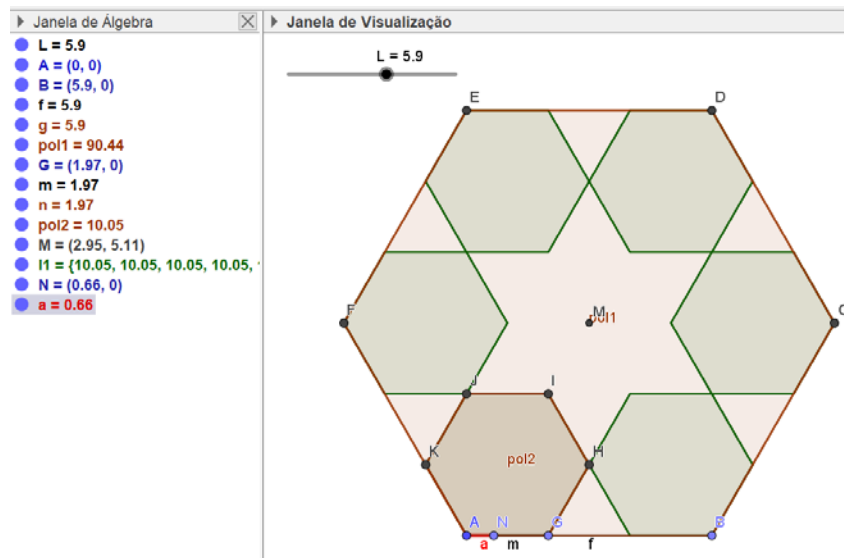 Janela de Álgebra
L = 5.9
A = (0, 0)
B = (5.9, 0)
f = 5.9
g = 5.9
pol1 = 90.44
G = (1.97, 0)
m = 1.97
n = 1.97
pol2 = 10.05
M = (2.95, 5.11)
l1 = {10.05, 10.05, 10.05, 10.05,
N = (0.66, 0)
a = 0.66
Janela de Visualização
L = 5.9
E
D
F
M
pol1
C
J
I
K
pol2
H
A
N
G
B
a
m
f